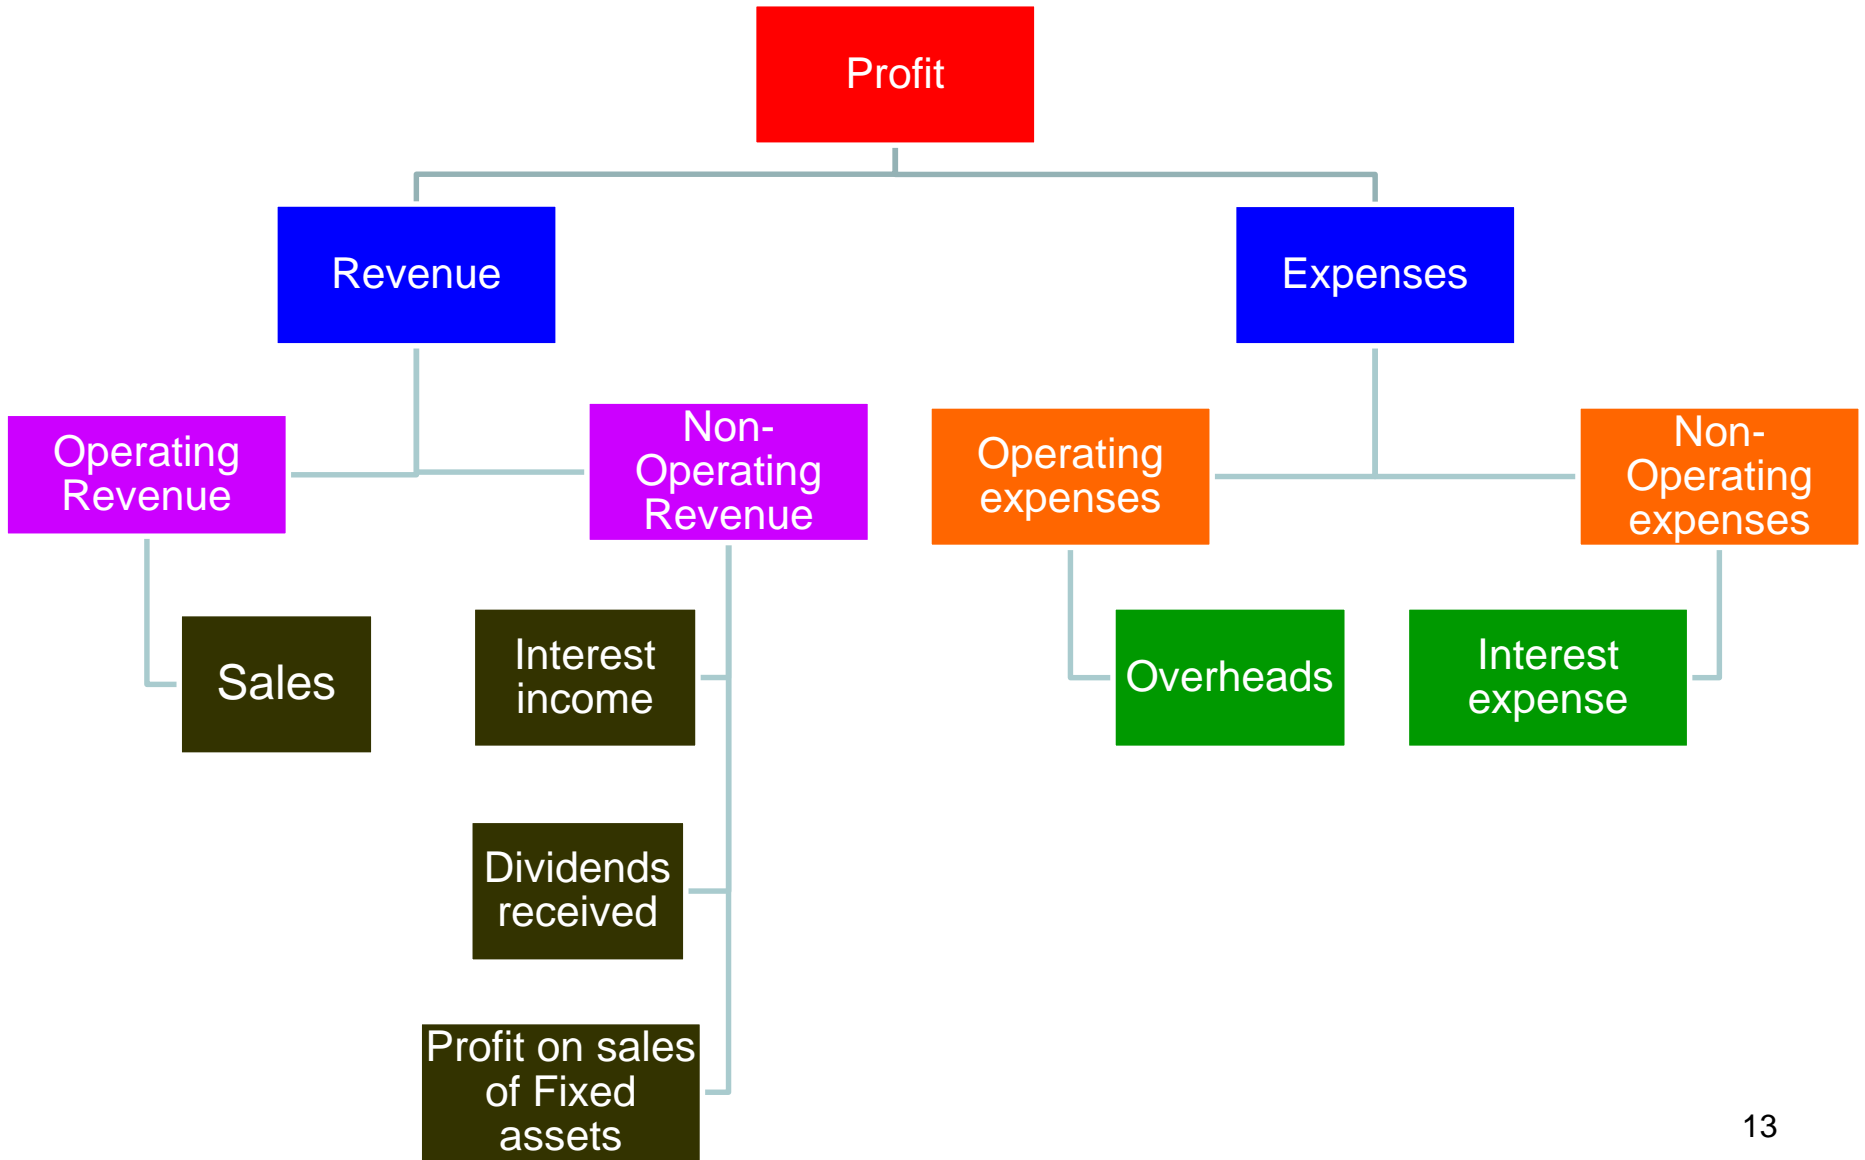 Profit
Revenue
Expenses
Operating
Revenue
Non-
Operating
Revenue
Operating
expenses
Non-
Operating
expenses
Sales
Interest
income
Overheads
Interest
expense
Dividends
received
Profit on sales
of Fixed
assets
13